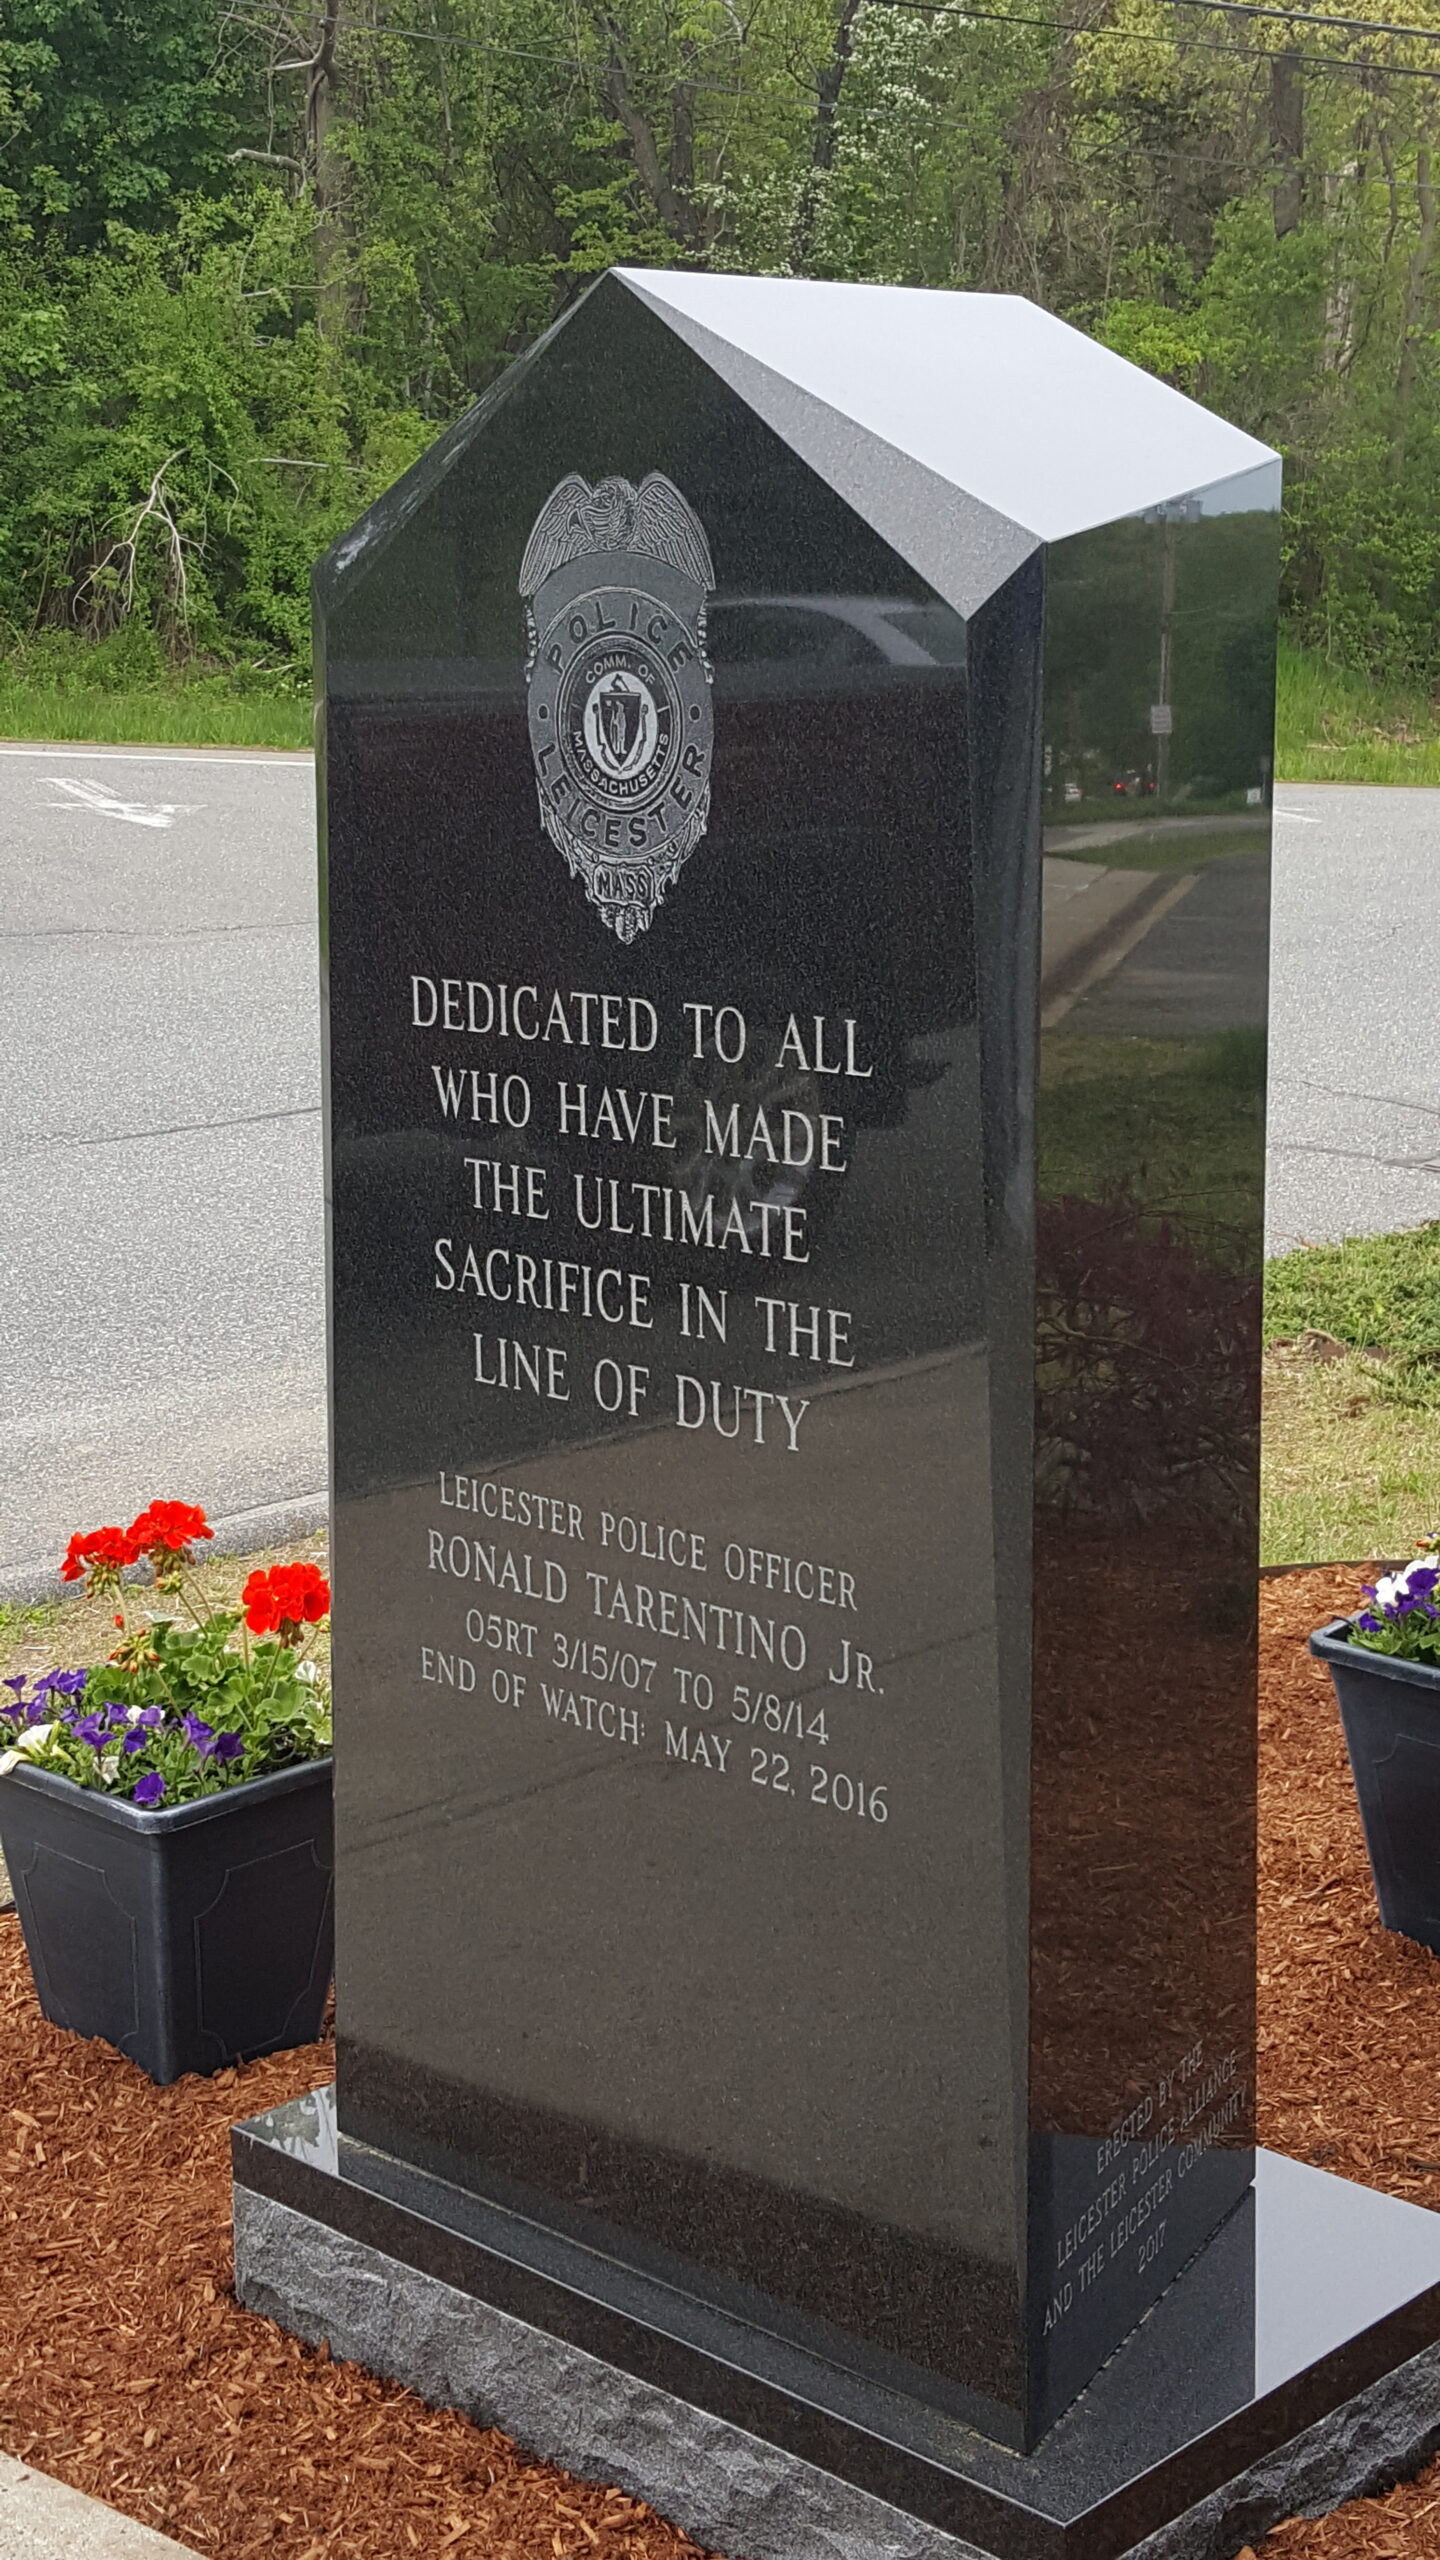 POLICE
COMM. OF
MASSACHUSETTS
LEICESTER
MASS
DEDICATED TO ALL
WHO HAVE MADE
THE ULTIMATE
SACRIFICE IN THE
LINE OF DUTY
LEICESTER POLICE OFFICER
RONALD TARENTINO JR.
05RT 3/15/07 TO 5/8/14
END OF WATCH: MAY 22, 2016
ERECTED BY THE
LEICESTER POLICE ALLIANCE
AND THE LEICESTER COMMUNITY
2017